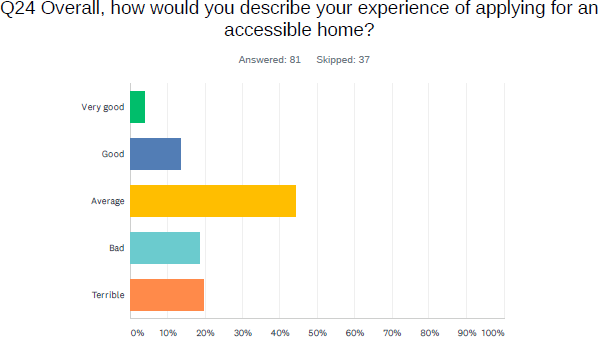 Q24 Overall, how would you describe your experience of applying for an
accessible home?
Answered: 81 Skipped: 37
Very good
Good
Average
Bad
Terrible
0% 10% 20% 30% 40% 50% 60% 70% 80% 90% 100%